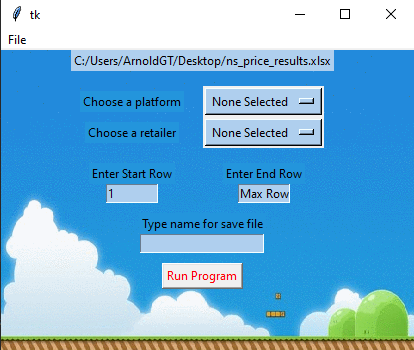 tk
File
C:/Users/ArnoldGT/Desktop/ns_price_results.xlsx
Choose a platform None Selected
Choose a retailer None Selected
Enter Start Row Enter End Row
1 Max Row
Type name for save file
Run Program